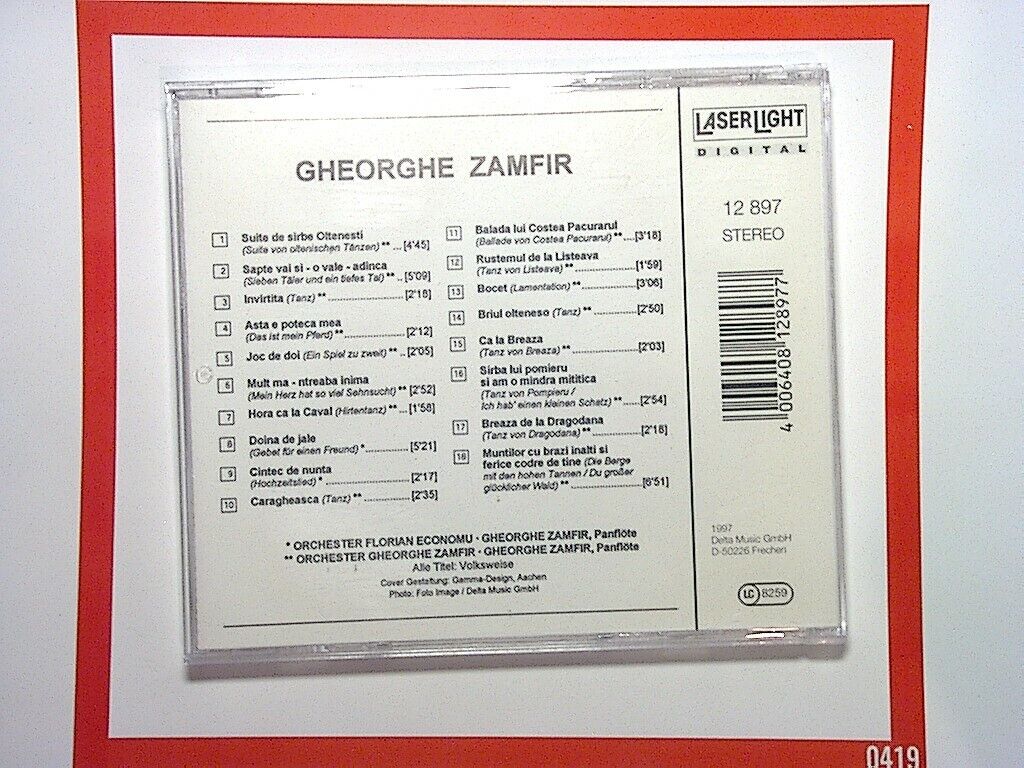 GHEORGHE ZAMFIR
1 Suite de sirbe Oltenesti
(Suite von oltenischen Tänzen) ** ... [4'45]
2 Sapte vai si - o vale - adinca
(Sieben Täler und ein tiefes Tal) ** .. [5'09]
3 Invirtita (Tanz) ** ...................... [2'18]
4 Asta e poteca mea
(Das ist mein Pferd) ** ................. [2'12]
5 Joc de doi (Ein Spiel zu zweit) ** .. [2'05]
6 Mult ma - ntreaba inima
(Mein Herz hat so viel Sehnsucht) ** [2'52]
7 Hora ca la Caval (Hirtentanz) ** ... [1'58]
8 Doina de jale
(Gebet für einen Freund) * ............. [5'21]
9 Cintec de nunta
(Hochzeitslied) * ........................ [2'17]
10 Caragheasca (Tanz) ** ............... [2'35]
11 Balada lui Costea Pacurarul
(Ballade von Costea Pacurarul) ** .... [3'18]
12 Rustemul de la Listeava
(Tanz von Listeava) ** ................. [1'59]
13 Bocet (Lamentation) ** ............... [3'06]
14 Briul olteneso (Tanz) ** .............. [2'50]
15 Ca la Breaza
(Tanz von Breaza) ** ................... [2'03]
16 Sirba lui pomieru
si am o mindra mititica
(Tanz von Pompieru /
Ich hab' einen kleinen Schatz) ** ..... [2'54]
17 Breaza de la Dragodana
(Tanz von Dragodana) ** ............... [2'18]
18 Muntilor cu brazi inalti si
ferice codre de tine (Die Berge
mit den hohen Tannen / Du großer
glücklicher Wald) ** .................... [6'51]
* ORCHESTER FLORIAN ECONOMU · GHEORGHE ZAMFIR, Panflöte
** ORCHESTER GHEORGHE ZAMFIR · GHEORGHE ZAMFIR, Panflöte
Alle Titel: Volksweise
Cover Gestaltung: Gamma-Design, Aachen
Photo: Foto Image / Delta Music GmbH
LASERLIGHT
DIGITAL
12 897
STEREO
4 006408 128977
1997
Delta Music GmbH
D-50226 Frechen
LC 8259
0419